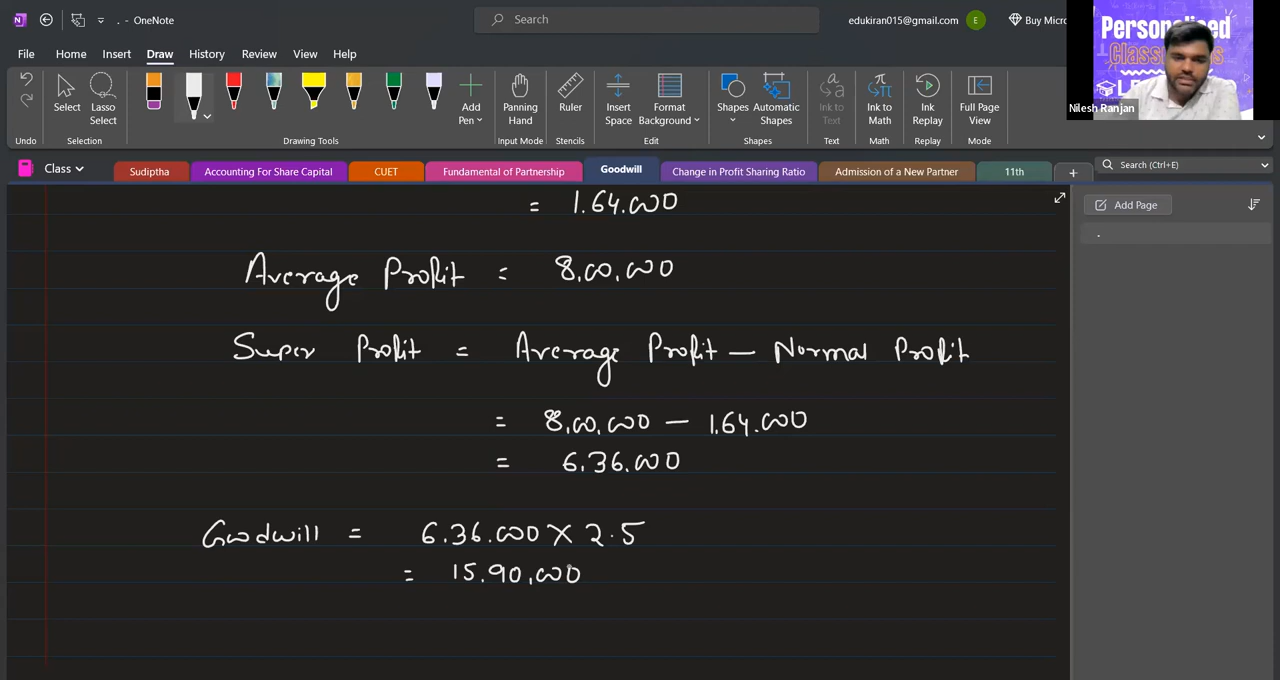 . - OneNote
Search
edukiran015@gmail.com E
Buy Micr
Personalised
Nilesh Ranjan
File Home Insert Draw History Review View Help
Undo
Select
Lasso Select
Add Pen
Panning Hand
Ruler
Insert Space
Format Background
Shapes
Automatic Shapes
Ink to Text
Ink to Math
Ink Replay
Full Page View
Selection
Drawing Tools
Input Mode
Stencils
Edit
Shapes
Convert
Math
Replay
Mode
Class
Sudiptha
Accounting For Share Capital
CUET
Fundamental of Partnership
Goodwill
Change in Profit Sharing Ratio
Admission of a New Partner
11th
+
Search (Ctrl+E)
Add Page
.
= 1.64.000
Average Profit = 8,00,000
Super Profit = Average Profit – Normal Profit
= 8,00,000 – 1.64.000
= 6.36.000
Goodwill = 6.36.000 × 2.5
= 15.90,000